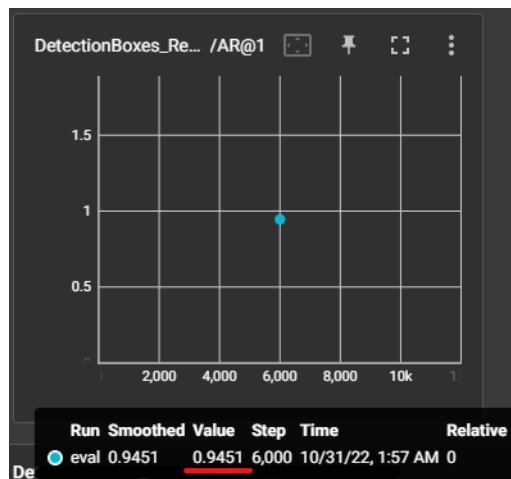 DetectionBoxes_Re... /AR@1
1.5
1
0.5
2,000 4,000 6,000 8,000 10k
Run Smoothed Value Step Time Relative
eval 0.9451 0.9451 6,000 10/31/22, 1:57 AM 0